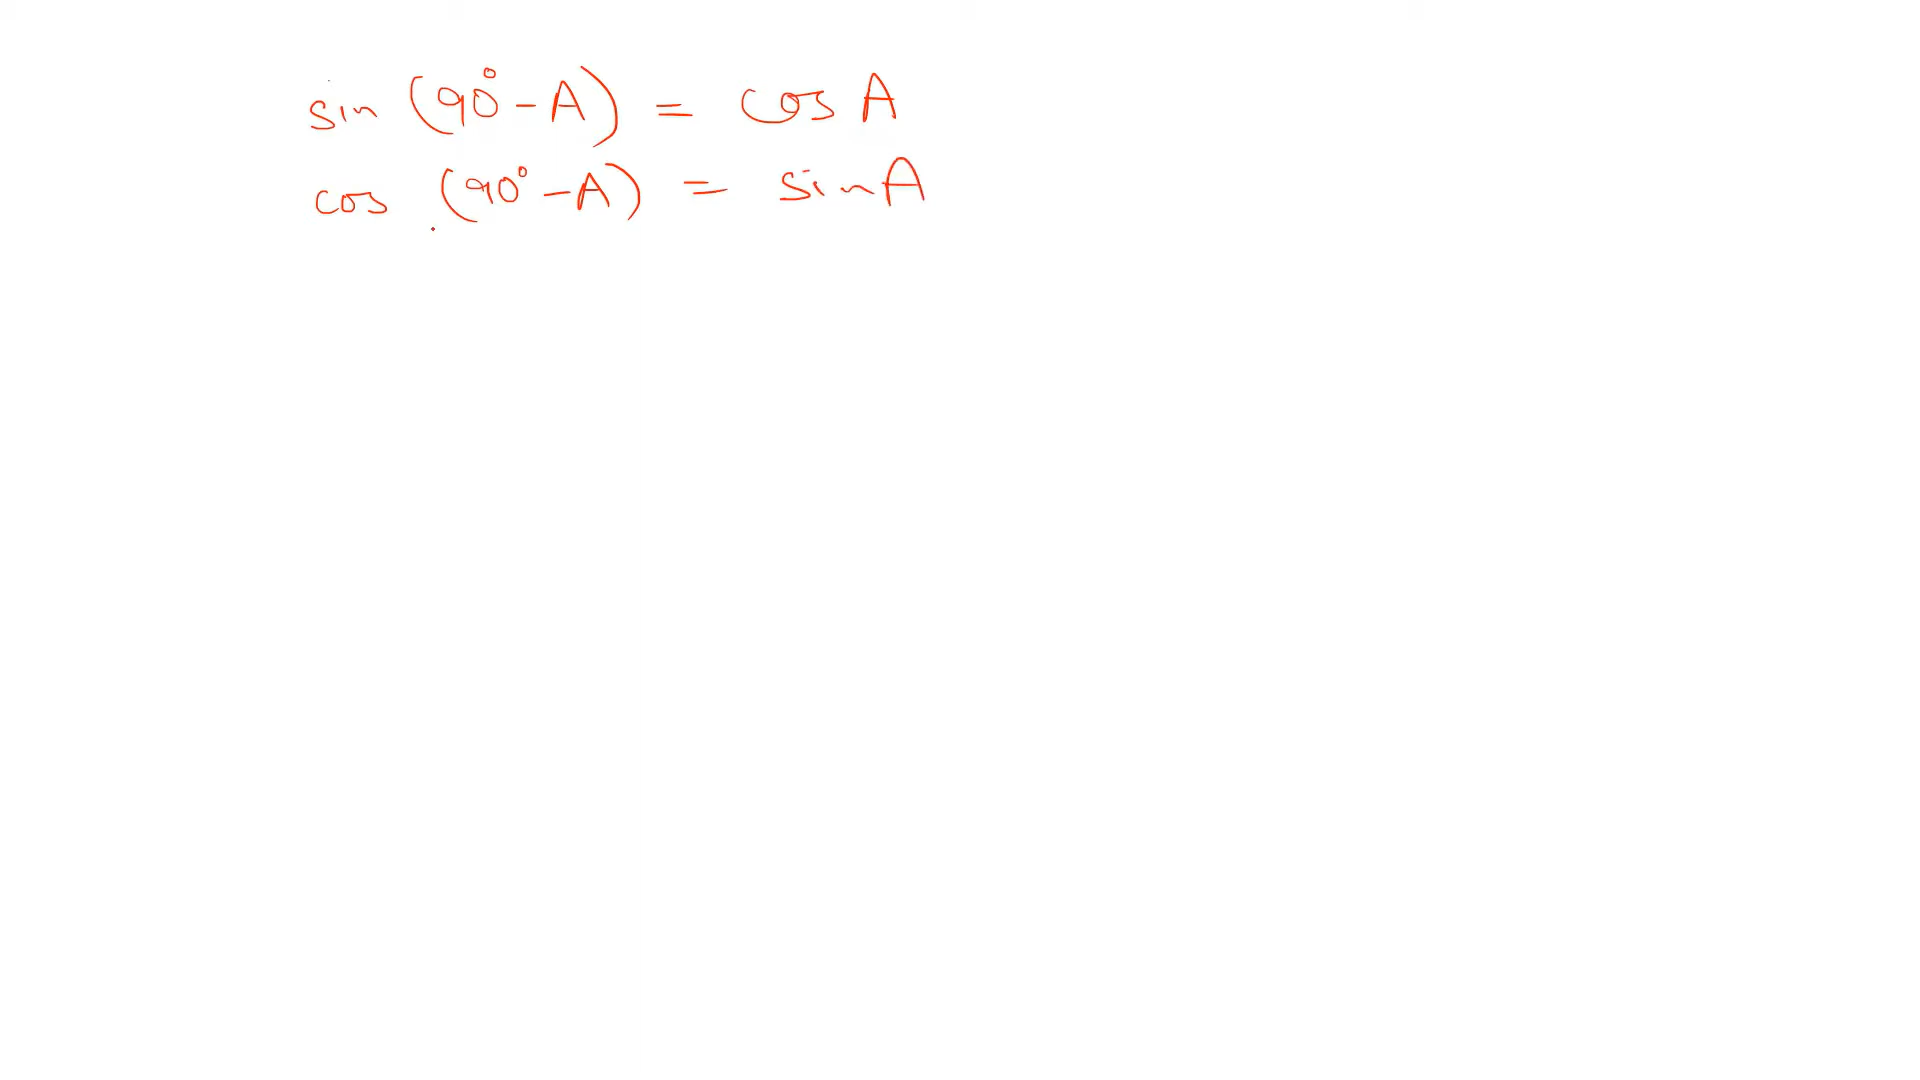 sin (90° - A) = cos A
cos (90° - A) = sin A